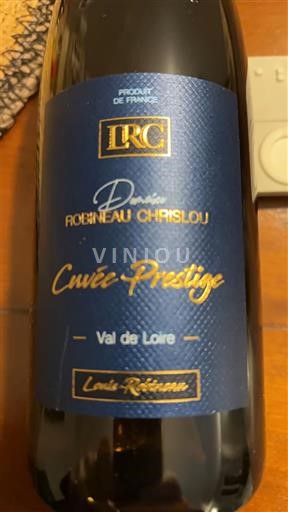 PRODUIT
DE FRANCE
LRC
Domaine
ROBINEAU CHRISLOU
VINIOU
Cuvée Prestige
Val de Loire
Louis Robineau